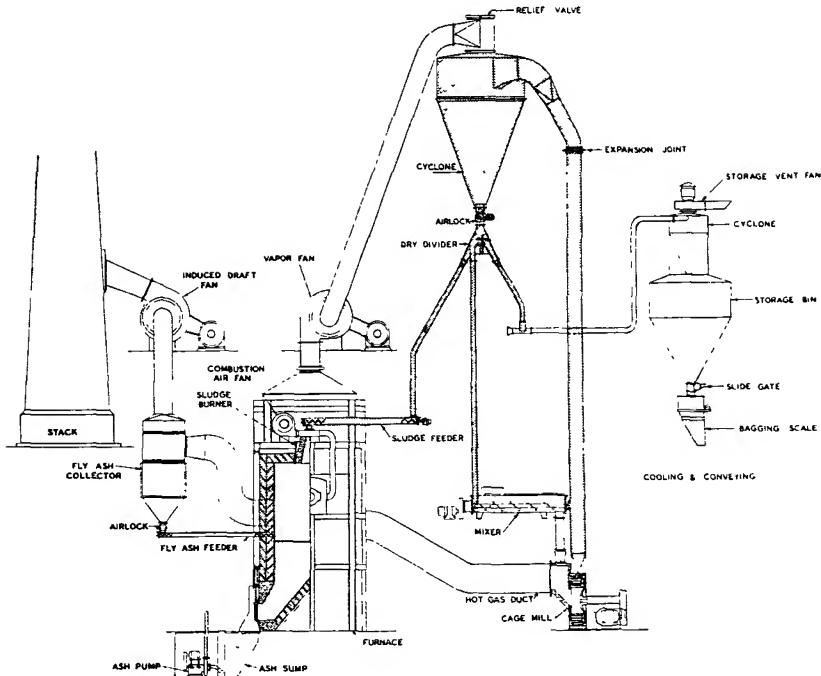 RELIEF VALVE
EXPANSION JOINT
CYCLONE
STORAGE VENT FAN
AIRLOCK
CYCLONE
DRY DIVIDER
VAPOR FAN
INDUCED DRAFT
FAN
STORAGE BIN
COMBUSTION
AIR FAN
SLUDGE
BURNER
SLIDE GATE
STACK
SLUDGE FEEDER
BAGGING SCALE
FLY ASH
COLLECTOR
COOLING & CONVEYING
AIRLOCK
MIXER
FLY ASH FEEDER
HOT GAS DUCT
CAGE MILL
FURNACE
ASH PUMP
ASH SUMP